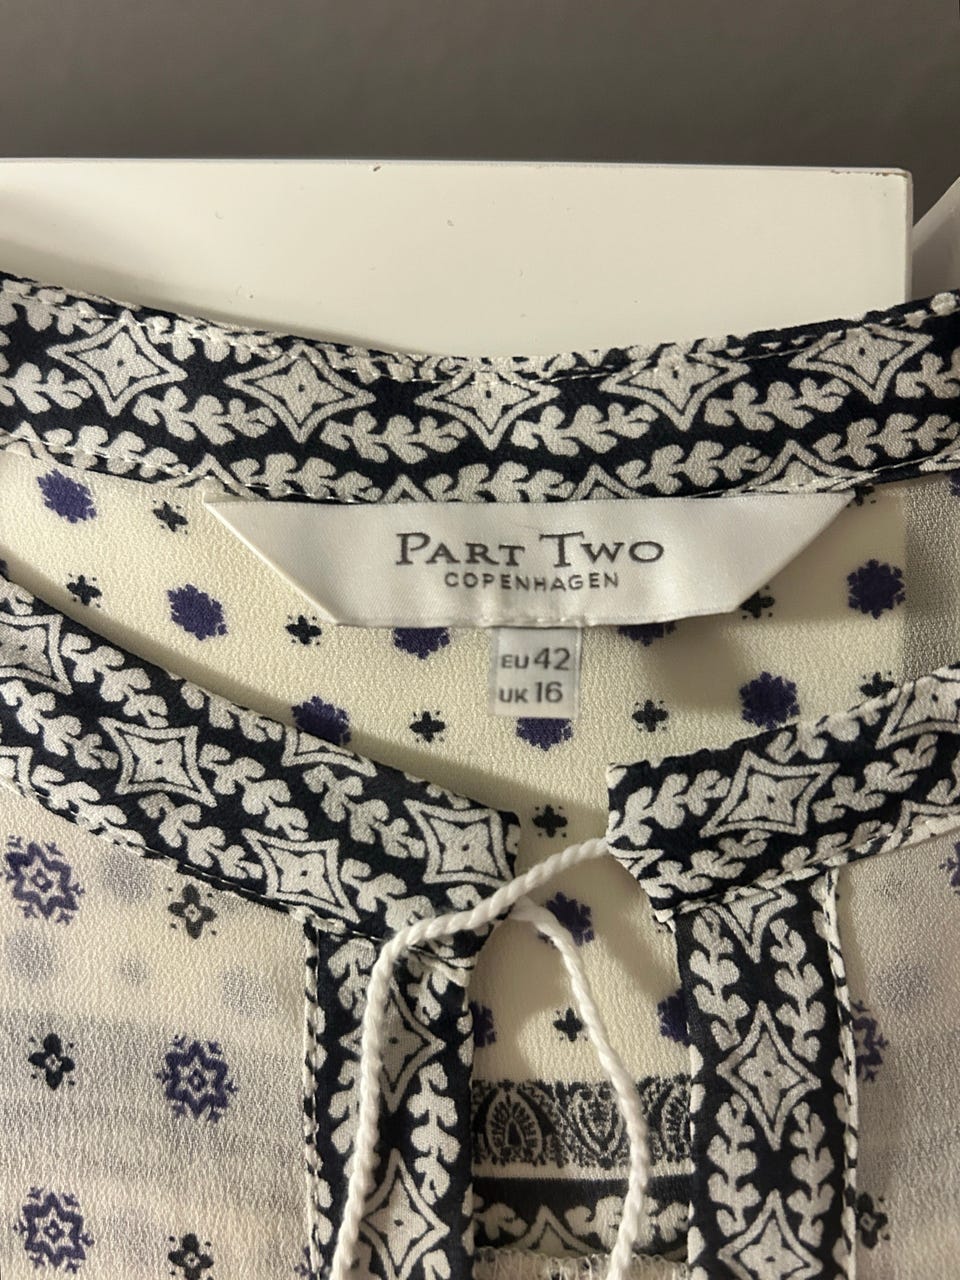 PART TWO
COPENHAGEN
EU 42
UK 16